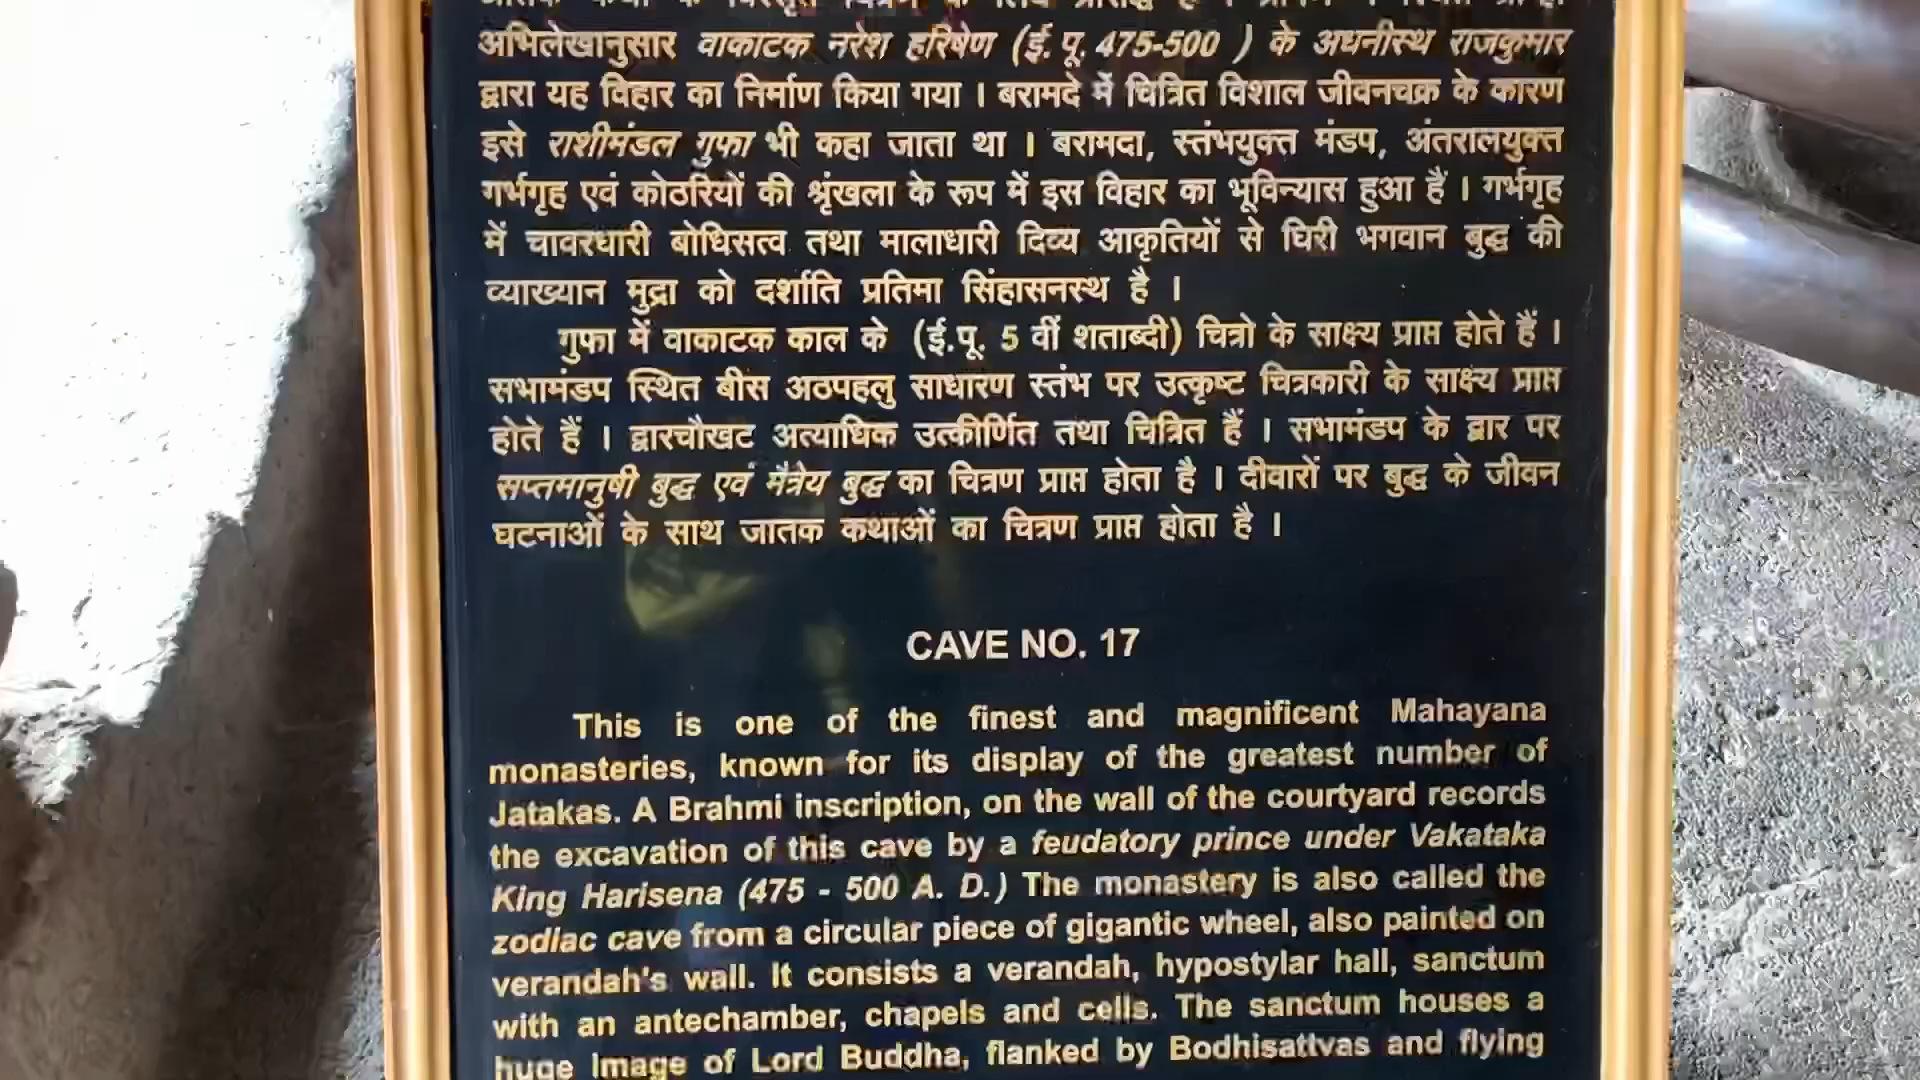 अभिलेखानुसार वाकाटक नरेश हरिषेण (ई. पू. 475-500 ) के अधनीस्थ राजकुमार
द्वारा यह विहार का निर्माण किया गया । बरामदे में चित्रित विशाल जीवनचक्र के कारण
इसे राशीमंडल गुफा भी कहा जाता था । बरामदा, स्तंभयुक्त मंडप, अंतरालयुक्त
गर्भगृह एवं कोठरियों की श्रृंखला के रूप में इस विहार का भूविन्यास हुआ हैं । गर्भगृह
में चावरधारी बोधिसत्व तथा मालाधारी दिव्य आकृतियों से घिरी भगवान बुद्ध की
व्याख्यान मुद्रा को दर्शाति प्रतिमा सिंहासनस्थ है ।
गुफा में वाकाटक काल के (ई.पू. 5 वीं शताब्दी) चित्रो के साक्ष्य प्राप्त होते हैं ।
सभामंडप स्थित बीस अठपहलु साधारण स्तंभ पर उत्कृष्ट चित्रकारी के साक्ष्य प्राप्त
होते हैं । द्वारचौखट अत्याधिक उत्कीर्णित तथा चित्रित हैं । सभामंडप के द्वार पर
सप्तमानुषी बुद्ध एवं मैत्रेय बुद्ध का चित्रण प्राप्त होता है । दीवारों पर बुद्ध के जीवन
घटनाओं के साथ जातक कथाओं का चित्रण प्राप्त होता है ।
CAVE NO. 17
This is one of the finest and magnificent Mahayana
monasteries, known for its display of the greatest number of
Jatakas. A Brahmi inscription, on the wall of the courtyard records
the excavation of this cave by a feudatory prince under Vakataka
King Harisena (475 - 500 A. D.) The monastery is also called the
zodiac cave from a circular piece of gigantic wheel, also painted on
verandah's wall. It consists a verandah, hypostylar hall, sanctum
with an antechamber, chapels and cells. The sanctum houses a
huge image of Lord Buddha, flanked by Bodhisattvas and flying